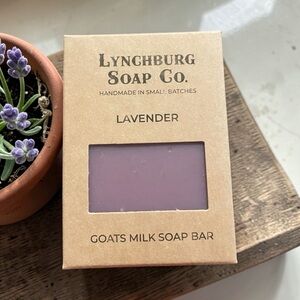 LYNCHBURG
SOAP CO.
HANDMADE IN SMALL BATCHES
LAVENDER
GOATS MILK SOAP BAR